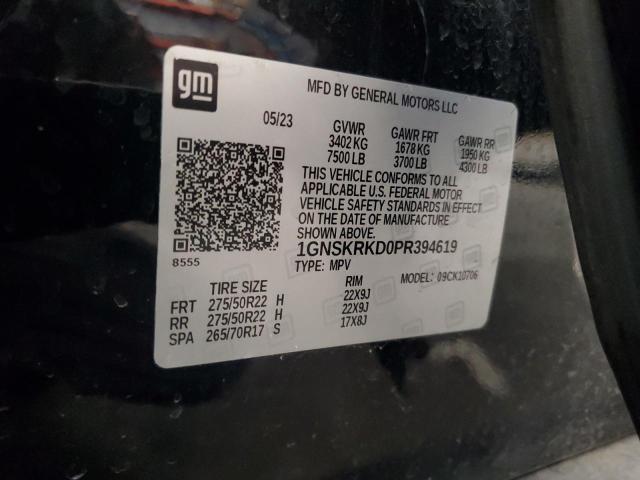 gm
MFD BY GENERAL MOTORS LLC
05/23 GVWR GAWR FRT GAWR RR
3402 KG 1678 KG 1950 KG
7500 LB 3700 LB 4300 LB
THIS VEHICLE CONFORMS TO ALL
APPLICABLE U.S. FEDERAL MOTOR
VEHICLE SAFETY STANDARDS IN EFFECT
ON THE DATE OF MANUFACTURE
SHOWN ABOVE.
8555 1GNSKRKD0PR394619
TYPE: MPV MODEL: 09CK10706
TIRE SIZE RIM
FRT 275/50R22 H 22X9J
RR 275/50R22 H 22X9J
SPA 265/70R17 S 17X8J